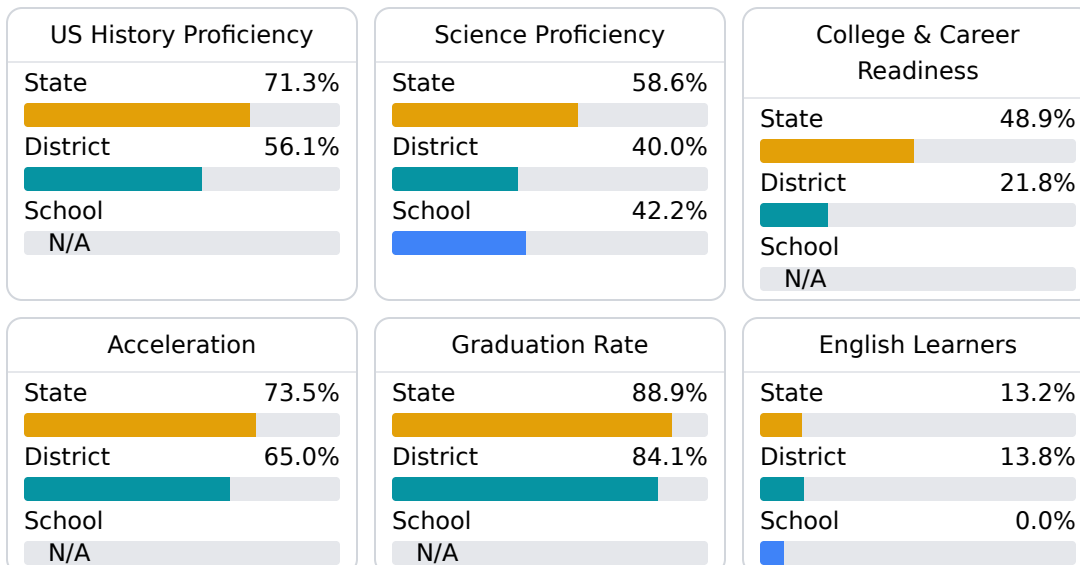 US History Proficiency
State 71.3%
District 56.1%
School
N/A
Science Proficiency
State 58.6%
District 40.0%
School 42.2%
College & Career
Readiness
State 48.9%
District 21.8%
School
N/A
Acceleration
State 73.5%
District 65.0%
School
N/A
Graduation Rate
State 88.9%
District 84.1%
School
N/A
English Learners
State 13.2%
District 13.8%
School 0.0%